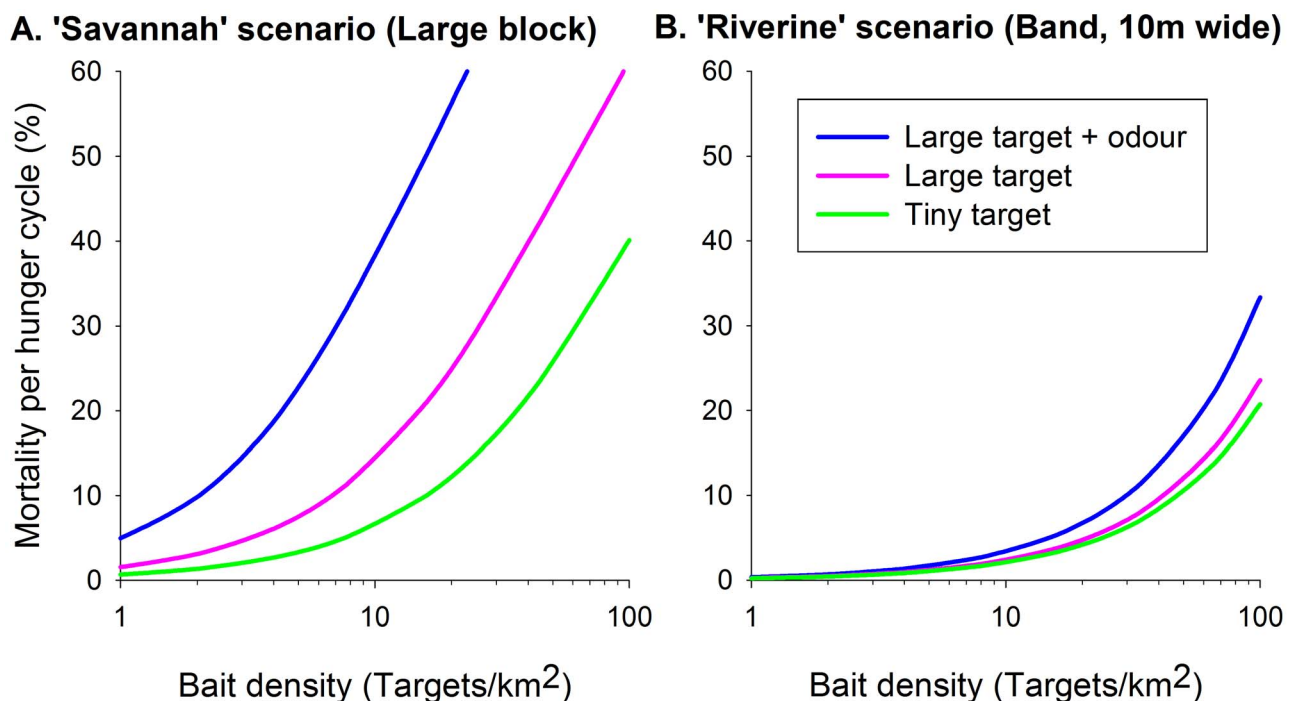 A. 'Savannah' scenario (Large block)
B. 'Riverine' scenario (Band, 10m wide)
Mortality per hunger cycle (%)
60
50
40
30
20
10
0
1
10
100
Bait density (Targets/km²)
60
50
40
30
20
10
0
1
10
100
Bait density (Targets/km²)
Large target + odour
Large target
Tiny target